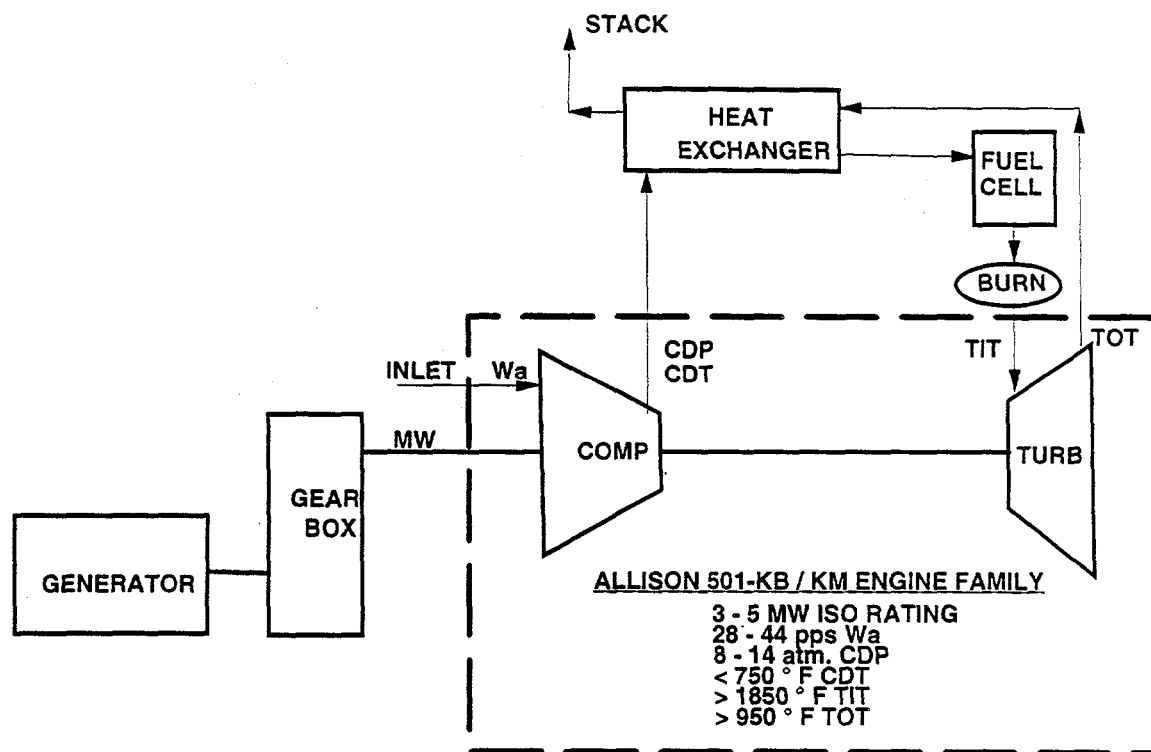 STACK
HEAT
EXCHANGER
FUEL
CELL
BURN
TIT
TOT
CDP
CDT
INLET Wa
MW
COMP
TURB
GEAR
BOX
GENERATOR
ALLISON 501-KB / KM ENGINE FAMILY
3 - 5 MW ISO RATING
28 - 44 pps Wa
8 - 14 atm. CDP
< 750 ° F CDT
> 1850 ° F TIT
> 950 ° F TOT